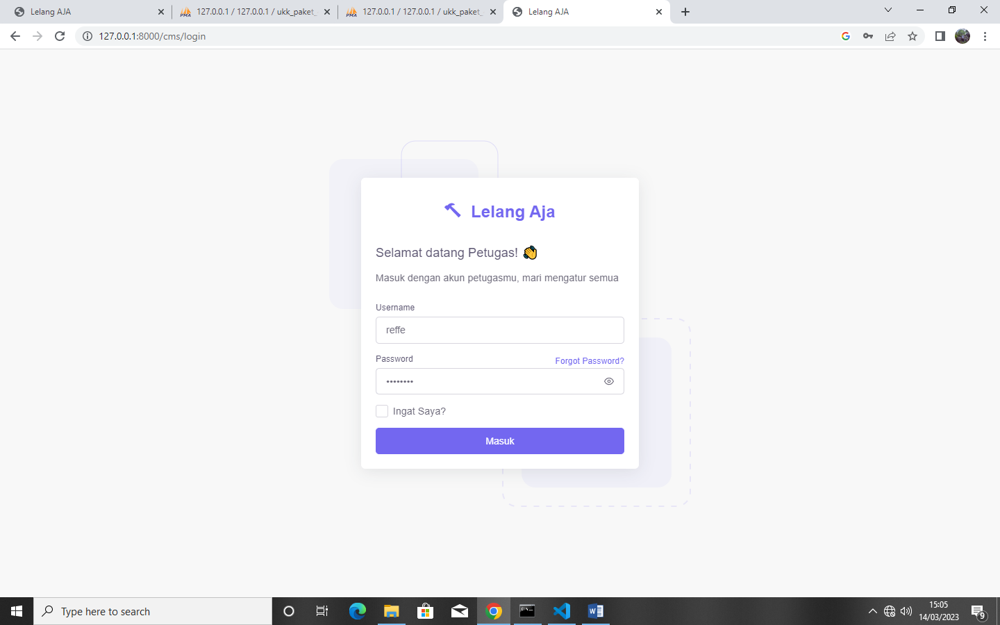 Lelang AJA
127.0.0.1 / 127.0.0.1 / ukk_paket_
127.0.0.1 / 127.0.0.1 / ukk_paket_
Lelang AJA
127.0.0.1:8000/cms/login
Lelang Aja
Selamat datang Petugas! 👋
Masuk dengan akun petugasmu, mari mengatur semua
Username
reffe
Password
Forgot Password?
••••••••
Ingat Saya?
Masuk
Type here to search
15:05
14/03/2023
9